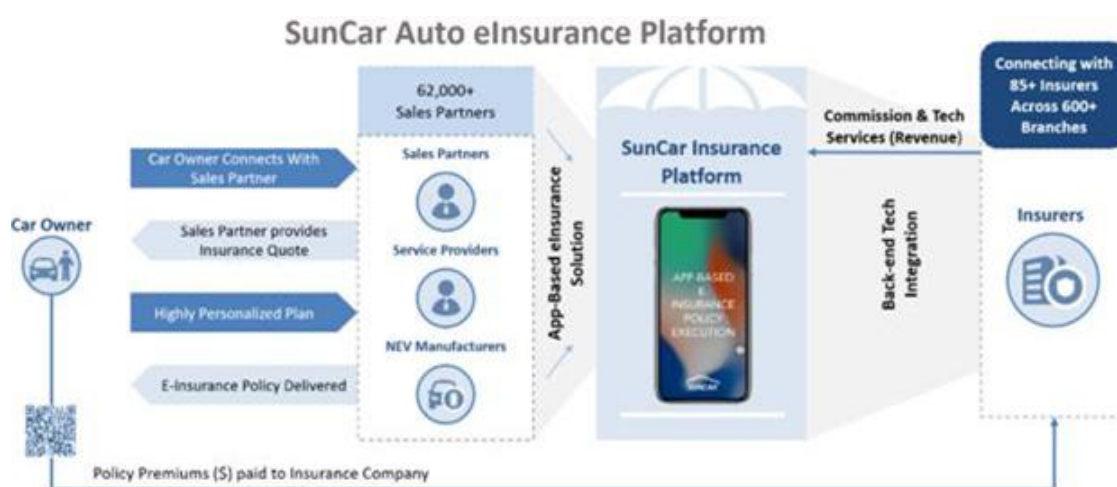 SunCar Auto eInsurance Platform
62,000+
Sales Partners
Connecting with
85+ Insurers
Across 600+
Branches
Commission & Tech
Services (Revenue)
Car Owner Connects With
Sales Partner
Sales Partners
SunCar Insurance
Platform
Car Owner
Sales Partner provides
Insurance Quote
Service Providers
App-Based eInsurance
Solution
Back-end Tech
Integration
Insurers
APP-BASED
&
INSURANCE
POLICY
EXECUTION
SUNCAR
Highly Personalized Plan
NEV Manufacturers
E-Insurance Policy Delivered
Policy Premiums ($) paid to Insurance Company